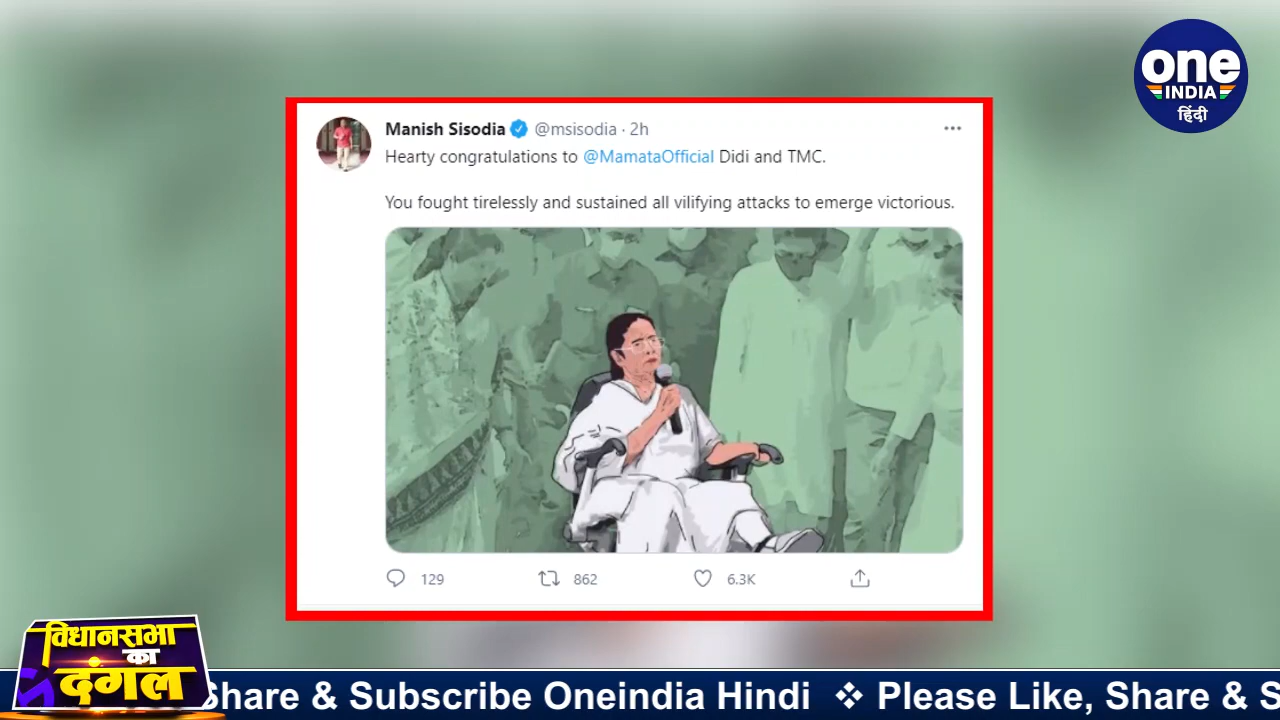 one
INDIA
हिंदी
Manish Sisodia @msisodia · 2h
Hearty congratulations to @MamataOfficial Didi and TMC.
You fought tirelessly and sustained all vilifying attacks to emerge victorious.
129 862 6.3K
विधानसभा
का
दंगल
Share & Subscribe Oneindia Hindi ❖ Please Like, Share & S